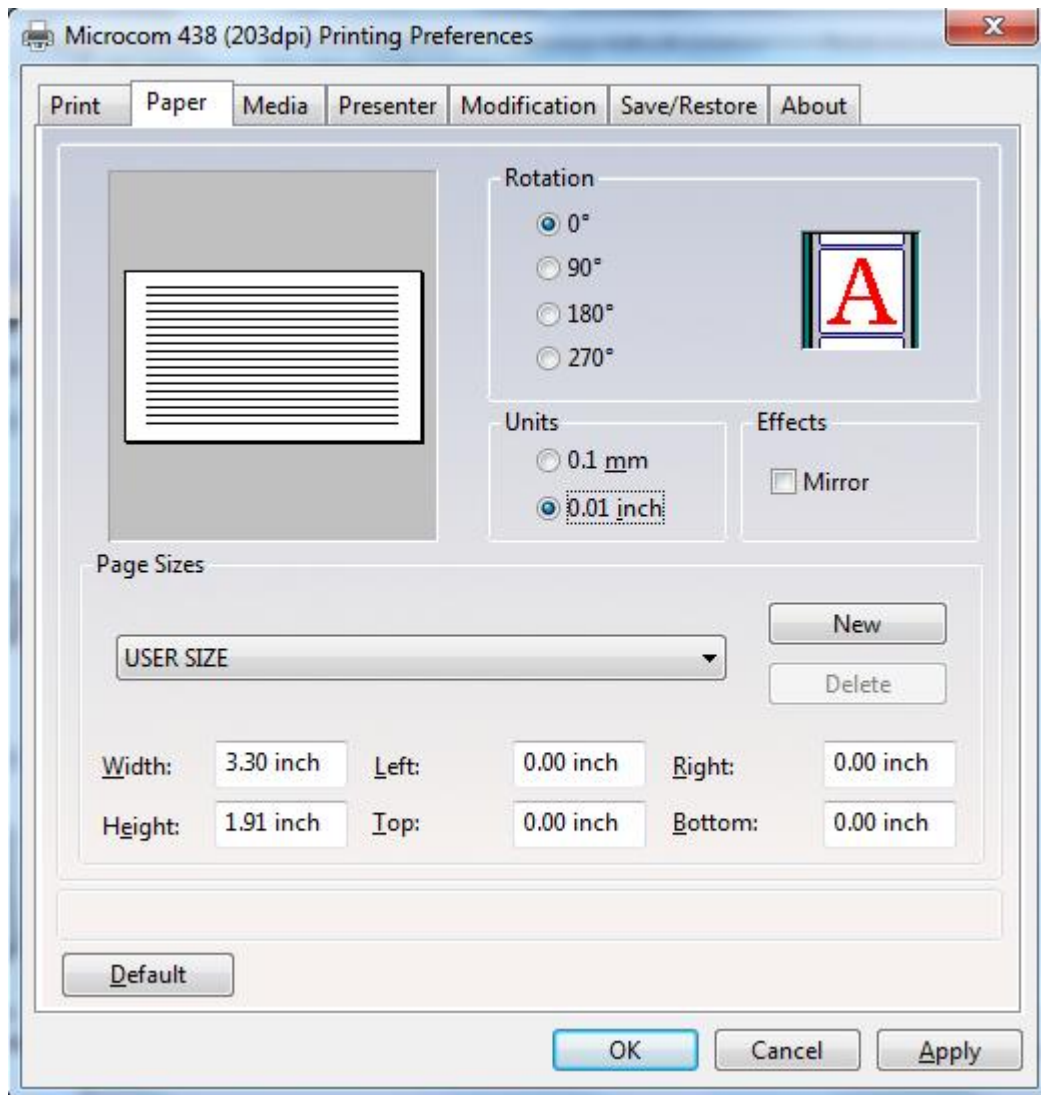 Microcom 438 (203dpi) Printing Preferences
Print Paper Media Presenter Modification Save/Restore About
Rotation
0°
90°
180°
270°
A
Units
0.1 mm
0.01 inch
Effects
Mirror
Page Sizes
USER SIZE
New
Delete
Width: 3.30 inch Left: 0.00 inch Right: 0.00 inch
Height: 1.91 inch Top: 0.00 inch Bottom: 0.00 inch
Default
OK Cancel Apply